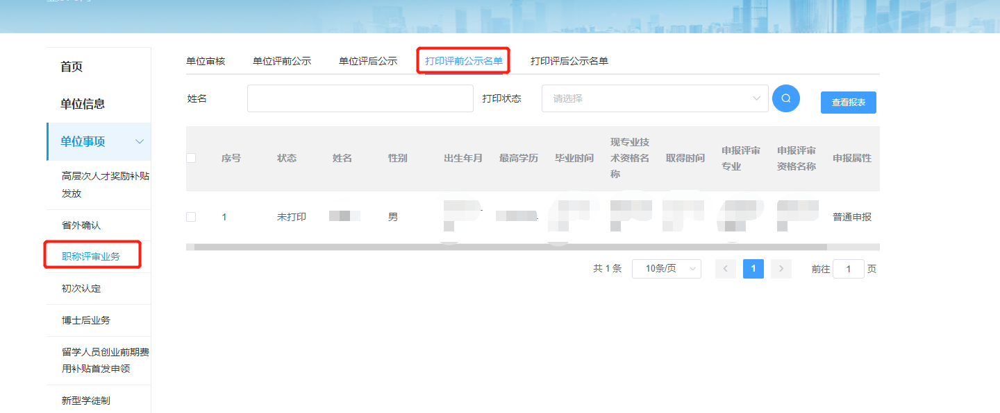 首页
单位信息
单位事项
高层次人才奖励补贴
发放
省外确认
职称评审业务
初次认定
博士后业务
留学人员创业前期费
用补贴首发申领
新型学徒制
单位审核 单位评前公示 单位评后公示 打印评前公示名单 打印评后公示名单
姓名 打印状态 请选择 查看报表
序号 状态 姓名 性别 出生年月 最高学历 毕业时间 现专业技术资格名称 取得时间 申报评审专业 申报评审资格名称 申报属性
1 未打印 男 普通申报
共 1 条 10条/页 1 前往 1 页